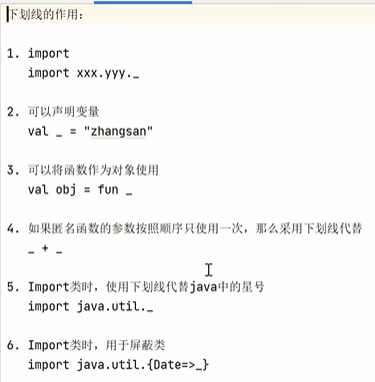 下划线的作用：
1. import
import xxx.yyy._
2. 可以声明变量
val _ = "zhangsan"
3. 可以将函数作为对象使用
val obj = fun _
4. 如果匿名函数的参数按照顺序只使用一次，那么采用下划线代替
_ + _
5. Import类时，使用下划线代替java中的星号
import java.util._
6. Import类时，用于屏蔽类
import java.util.{Date=>_}